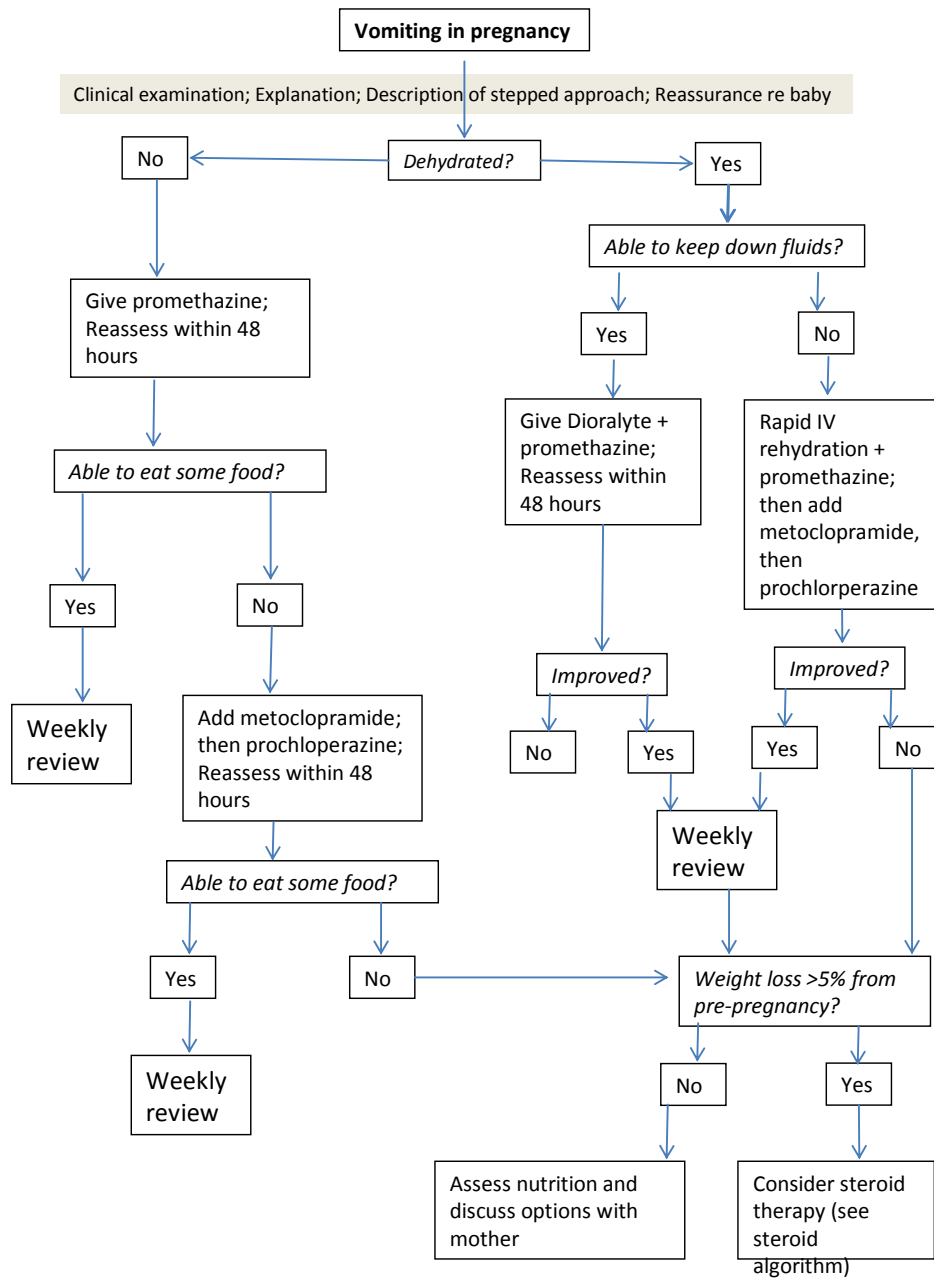 Vomiting in pregnancy
Clinical examination; Explanation; Description of stepped approach; Reassurance re baby
No
Dehydrated?
Yes
Able to keep down fluids?
Give promethazine;
Reassess within 48
hours
Yes
No
Give Dioralyte +
promethazine;
Reassess within
48 hours
Rapid IV
rehydration +
promethazine;
then add
metoclopramide,
then
prochlorperazine
Able to eat some food?
Yes
No
Improved?
Improved?
Weekly
review
Add metoclopramide;
then prochloperazine;
Reassess within 48
hours
No
Yes
Yes
No
Weekly
review
Able to eat some food?
Yes
No
Weight loss >5% from
pre-pregnancy?
Weekly
review
No
Yes
Assess nutrition and
discuss options with
mother
Consider steroid
therapy (see
steroid
algorithm)